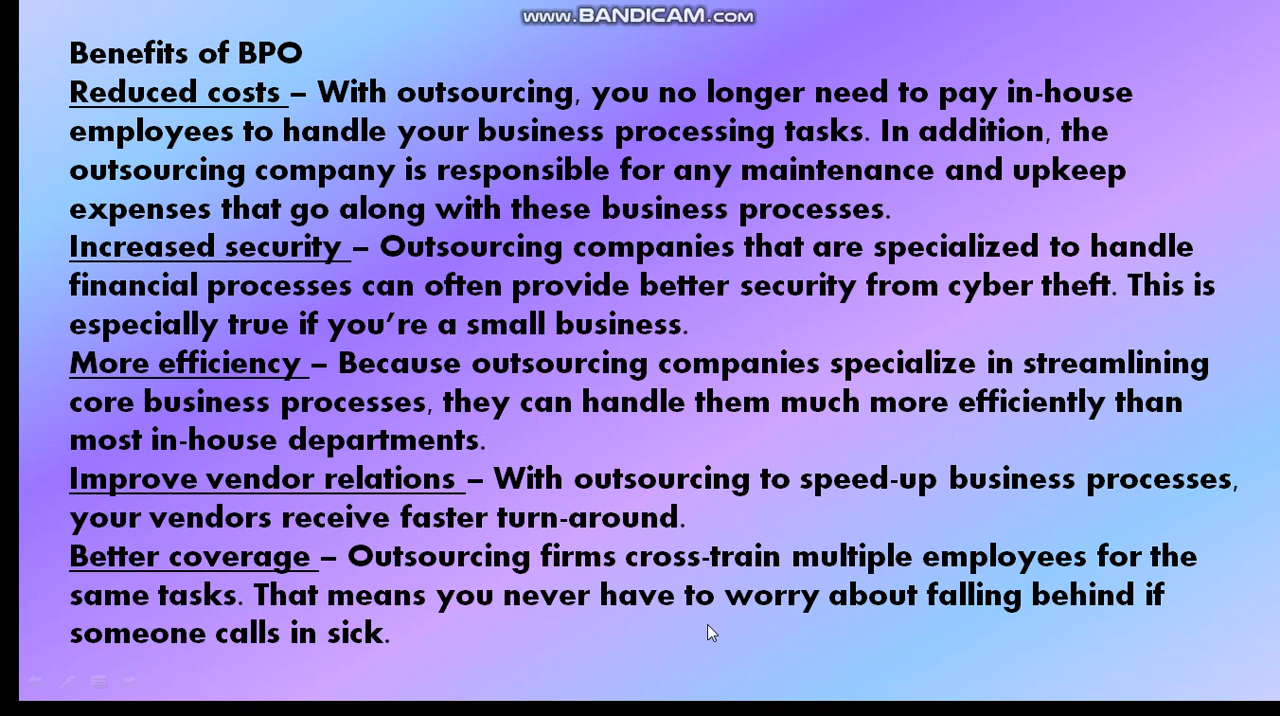 www.BANDICAM.com
Benefits of BPO
Reduced costs – With outsourcing, you no longer need to pay in-house
employees to handle your business processing tasks. In addition, the
outsourcing company is responsible for any maintenance and upkeep
expenses that go along with these business processes.
Increased security – Outsourcing companies that are specialized to handle
financial processes can often provide better security from cyber theft. This is
especially true if you’re a small business.
More efficiency – Because outsourcing companies specialize in streamlining
core business processes, they can handle them much more efficiently than
most in-house departments.
Improve vendor relations – With outsourcing to speed-up business processes,
your vendors receive faster turn-around.
Better coverage – Outsourcing firms cross-train multiple employees for the
same tasks. That means you never have to worry about falling behind if
someone calls in sick.